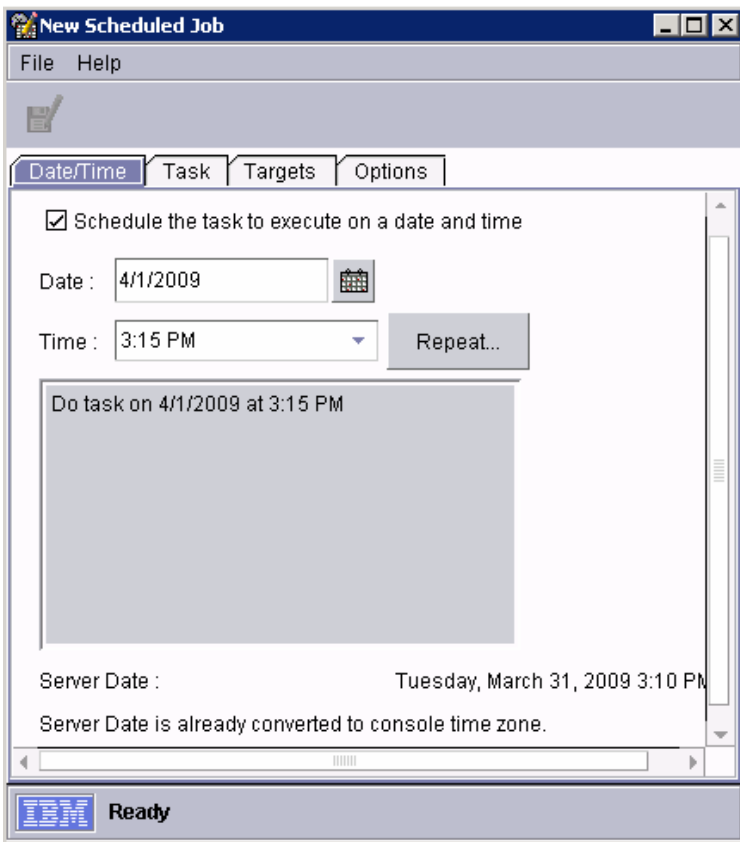 New Scheduled Job
File Help
Date/Time Task Targets Options
Schedule the task to execute on a date and time
Date : 4/1/2009
Time : 3:15 PM Repeat...
Do task on 4/1/2009 at 3:15 PM
Server Date : Tuesday, March 31, 2009 3:10 PM
Server Date is already converted to console time zone.
IBM Ready